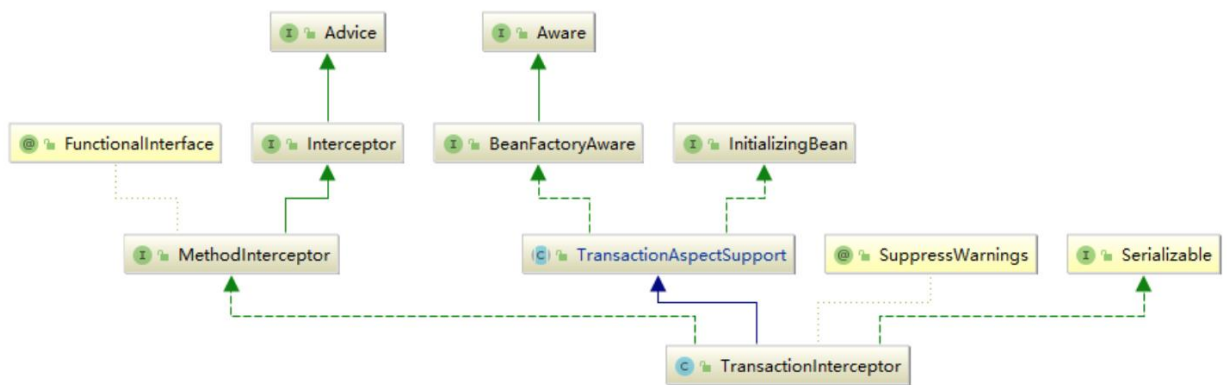 I Advice
I Aware
@ FunctionalInterface
I Interceptor
I BeanFactoryAware
I InitializingBean
I MethodInterceptor
C TransactionAspectSupport
@ SuppressWarnings
I Serializable
C TransactionInterceptor